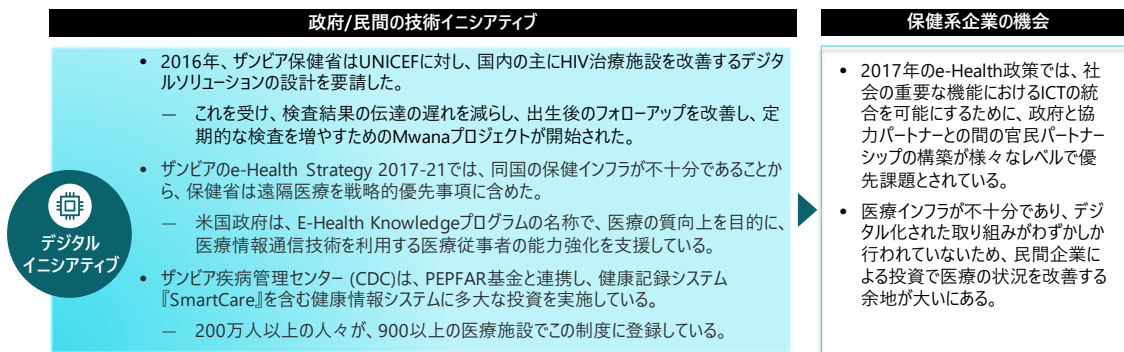 政府/民間の技術イニシアティブ
デジタル
イニシアティブ
• 2016年、ザンビア保健省はUNICEFに対し、国内の主にHIV治療施設を改善するデジタ
ルソリューションの設計を要請した。
— これを受け、検査結果の伝達の遅れを減らし、出生後のフォローアップを改善し、定
期的な検査を増やすためのMwanaプロジェクトが開始された。
• ザンビアのe-Health Strategy 2017-21では、同国の保健インフラが不十分であることか
ら、保健省は遠隔医療を戦略的優先事項に含めた。
— 米国政府は、E-Health Knowledgeプログラムの名称で、医療の質向上を目的に、
医療情報通信技術を利用する医療従事者の能力強化を支援している。
• ザンビア疾病管理センター (CDC)は、PEPFAR基金と連携し、健康記録システム
『SmartCare』を含む健康情報システムに多大な投資を実施している。
— 200万人以上の人々が、900以上の医療施設でこの制度に登録している。
保健系企業の機会
• 2017年のe-Health政策では、社
会の重要な機能におけるICTの統
合を可能にするために、政府と協
力パートナーとの間の官民パートナー
シップの構築が様々なレベルで優
先課題とされている。
• 医療インフラが不十分であり、デジ
タル化された取り組みがわずかしか
行われていないため、民間企業に
よる投資で医療の状況を改善する
余地が大いにある。